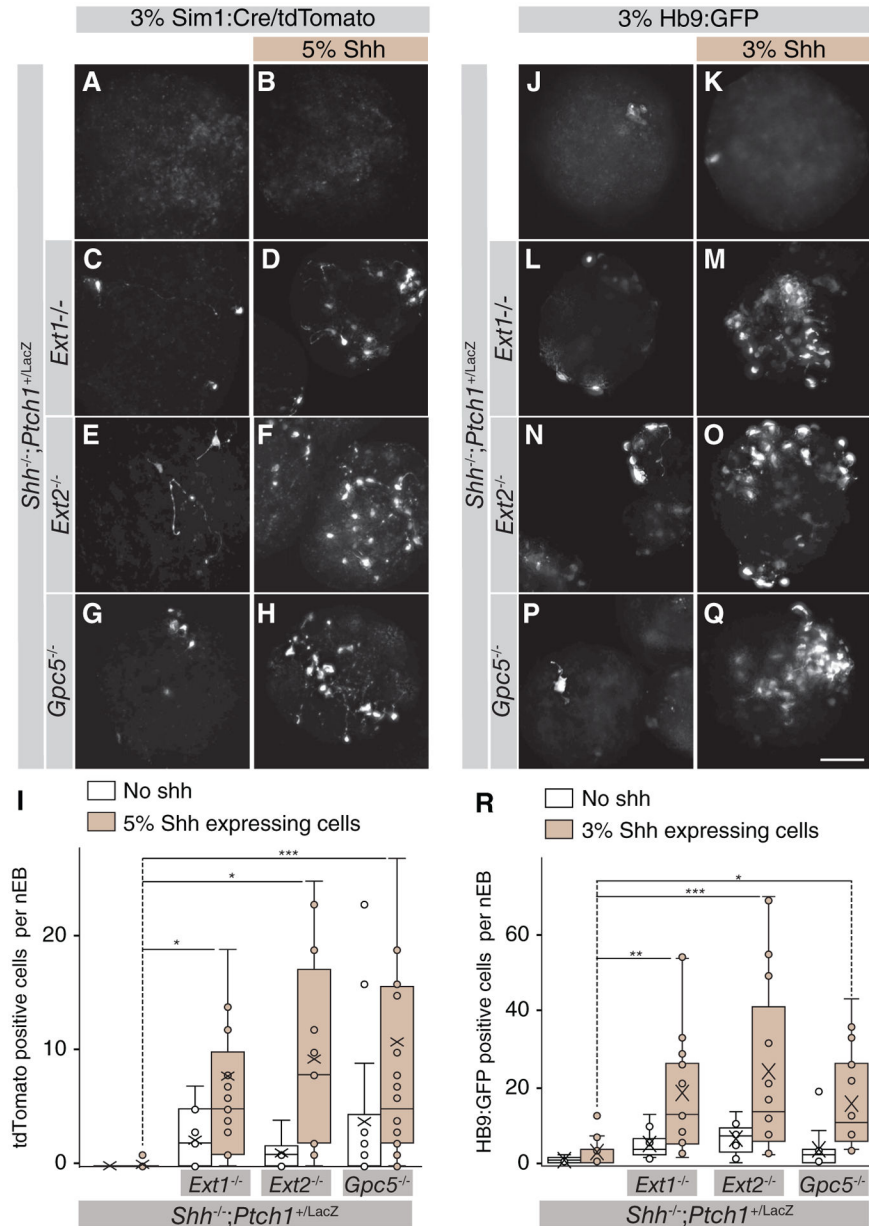 3% Sim1:Cre/tdTomato
3% Hb9:GFP
5% Shh
3% Shh
A
B
J
K
C
D
L
M
E
F
N
O
G
H
P
Q
Shh-/-;Ptch1+/LacZ
Ext1-/-
Ext2-/-
Gpc5-/-
Shh-/-;Ptch1+/LacZ
Ext1-/-
Ext2-/-
Gpc5-/-
I
No shh
5% Shh expressing cells
tdTomato positive cells per nEB
20
10
0
***
*
*
Ext1-/-
Ext2-/-
Gpc5-/-
Shh-/-;Ptch1+/LacZ
R
No shh
3% Shh expressing cells
HB9:GFP positive cells per nEB
60
40
20
0
*
***
**
Ext1-/-
Ext2-/-
Gpc5-/-
Shh-/-;Ptch1+/LacZ